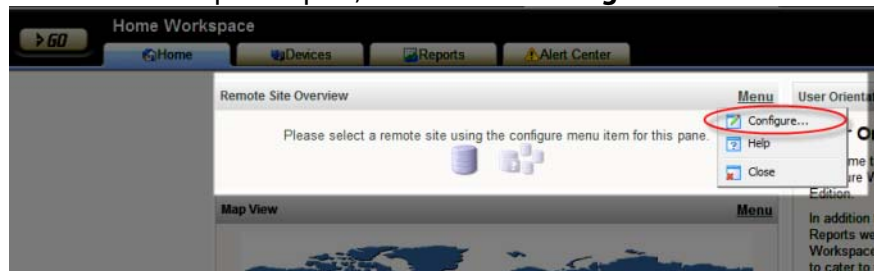 Home Workspace
GO
Home
Devices
Reports
Alert Center
Remote Site Overview
Menu
User
Please select a remote site using the configure menu item for this pane.
Configure...
Help
Close
Edition.
Map View
Menu
In addition
Reports
Workspace
to cater to